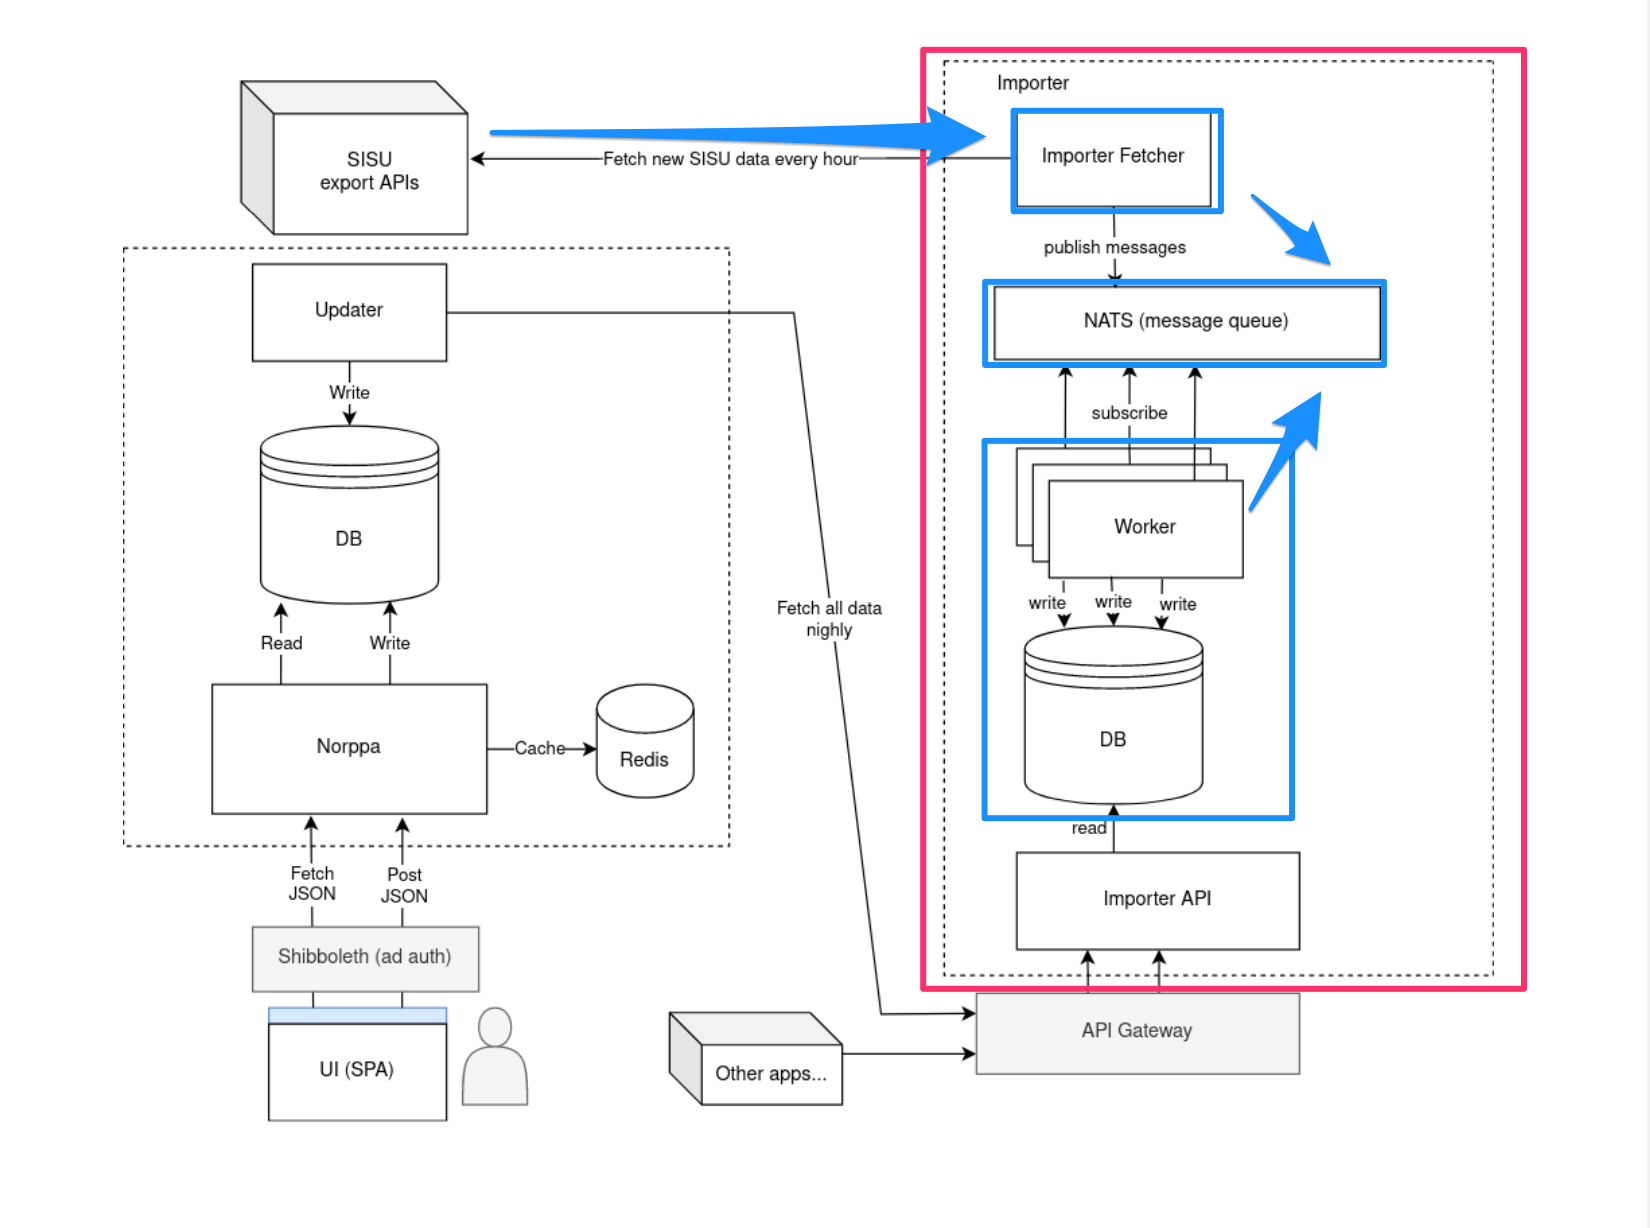 Importer
SISU
export APIs
Fetch new SISU data every hour
Importer Fetcher
publish messages
NATS (message queue)
subscribe
Worker
write
write
write
DB
read
Importer API
API Gateway
Updater
Write
DB
Read
Write
Norppa
Cache
Redis
Fetch
JSON
Post
JSON
Shibboleth (ad auth)
UI (SPA)
Fetch all data
nighly
Other apps...